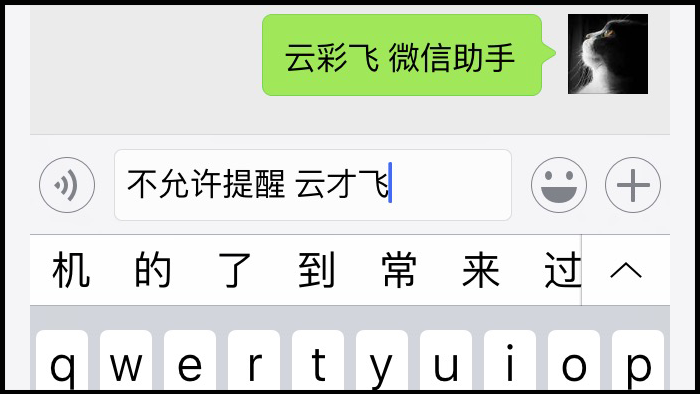 云彩飞 微信助手
不允许提醒 云才飞
机 的 了 到 常 来 过
q w e r t y u i o p